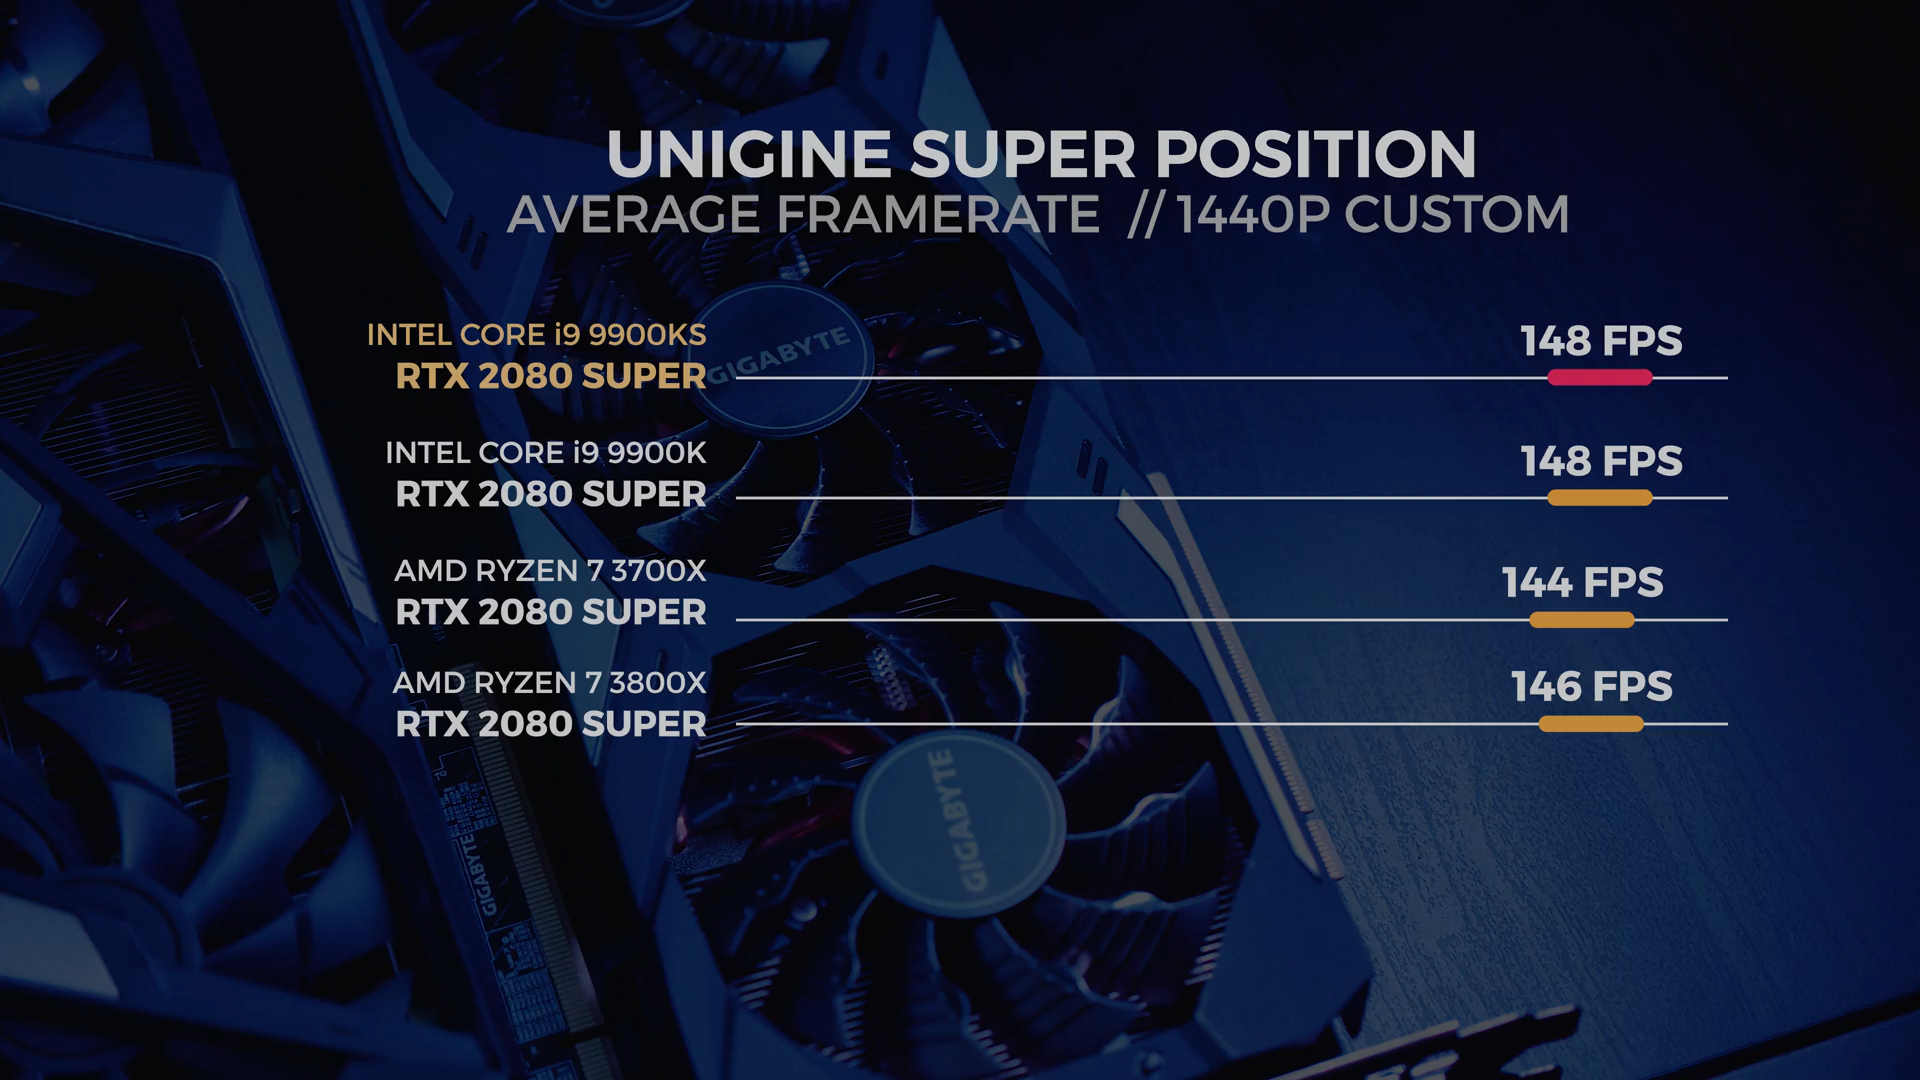 UNIGINE SUPER POSITION
AVERAGE FRAMERATE // 1440P CUSTOM
INTEL CORE i9 9900KS
RTX 2080 SUPER
148 FPS
INTEL CORE i9 9900K
RTX 2080 SUPER
148 FPS
AMD RYZEN 7 3700X
RTX 2080 SUPER
144 FPS
AMD RYZEN 7 3800X
RTX 2080 SUPER
146 FPS
GIGABYTE
GIGABYTE
GIGABYTE